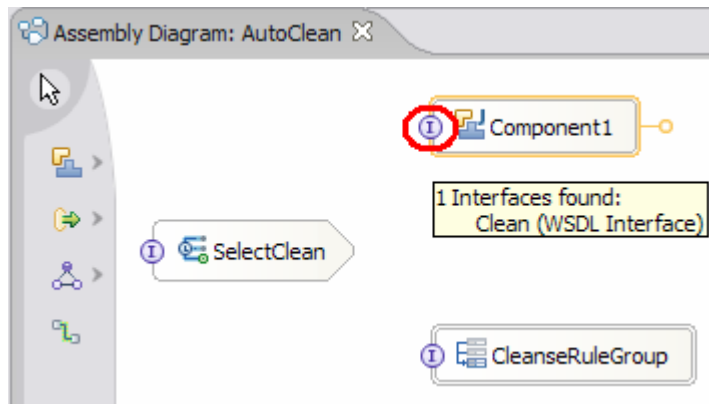 Assembly Diagram: AutoClean
I Component1
1 Interfaces found:
Clean (WSDL Interface)
I SelectClean
I CleanseRuleGroup